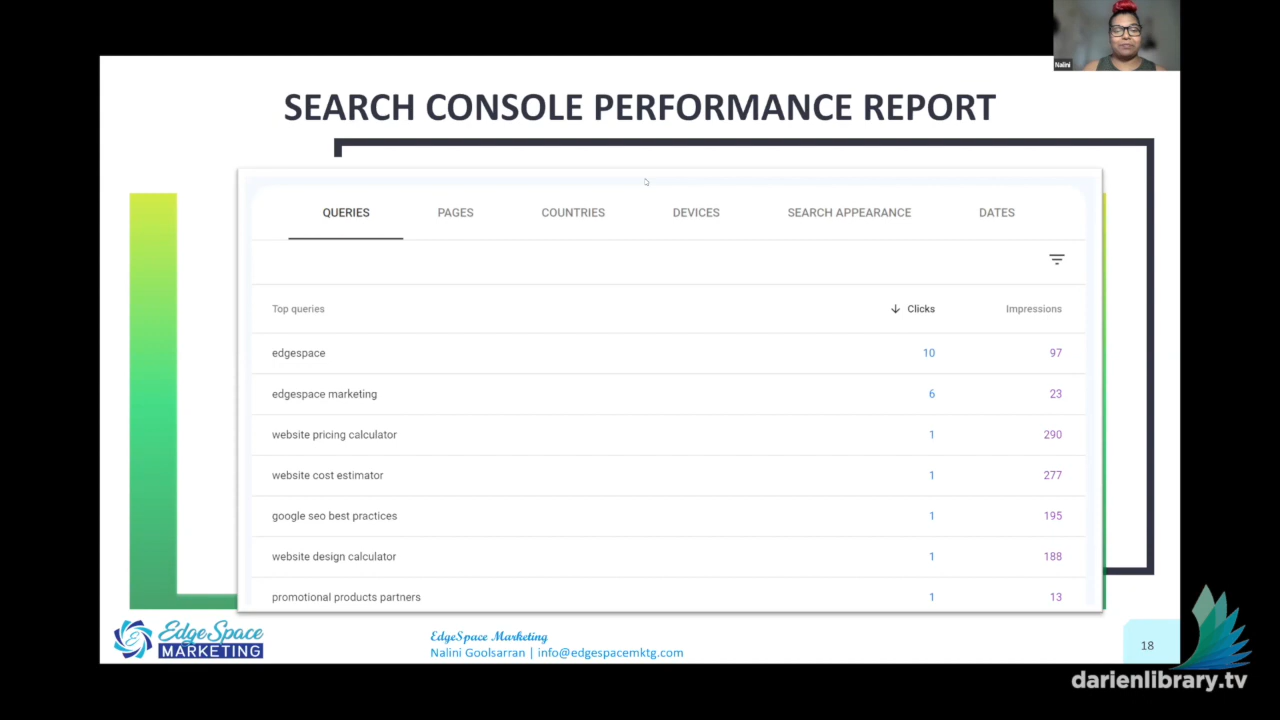 Nalini
SEARCH CONSOLE PERFORMANCE REPORT
QUERIES PAGES COUNTRIES DEVICES SEARCH APPEARANCE DATES
Top queries Clicks Impressions
edgespace 10 97
edgespace marketing 6 23
website pricing calculator 1 290
website cost estimator 1 277
google seo best practices 1 195
website design calculator 1 188
promotional products partners 1 13
EdgeSpace
MARKETING
EdgeSpace Marketing
Nalini Goolsarran | info@edgespacemktg.com
18
darienlibrary.tv